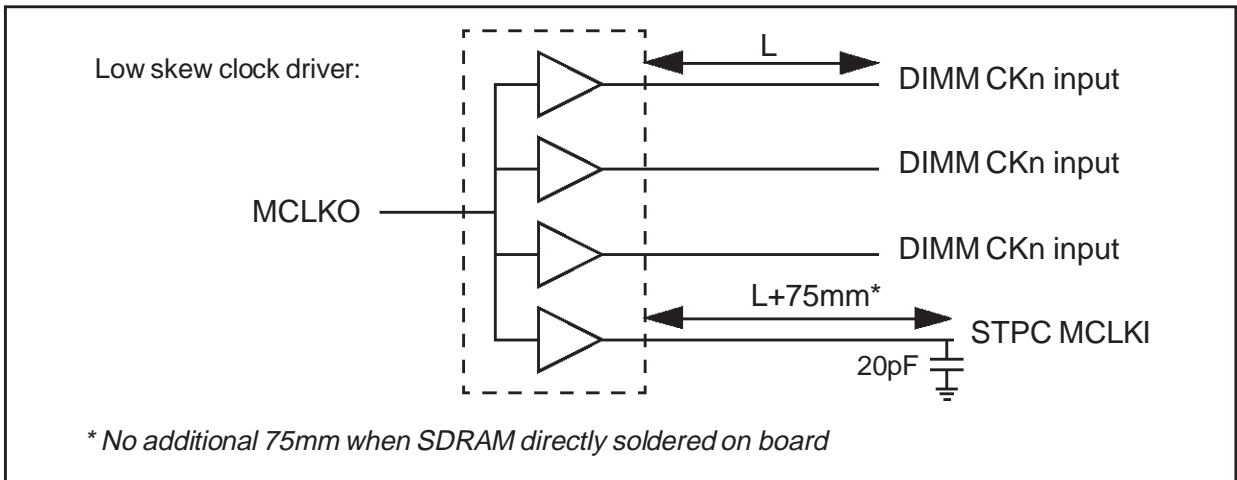 L
Low skew clock driver:
DIMM CKn input
DIMM CKn input
MCLKO
DIMM CKn input
L+75mm*
STPC MCLKI
20pF
* No additional 75mm when SDRAM directly soldered on board